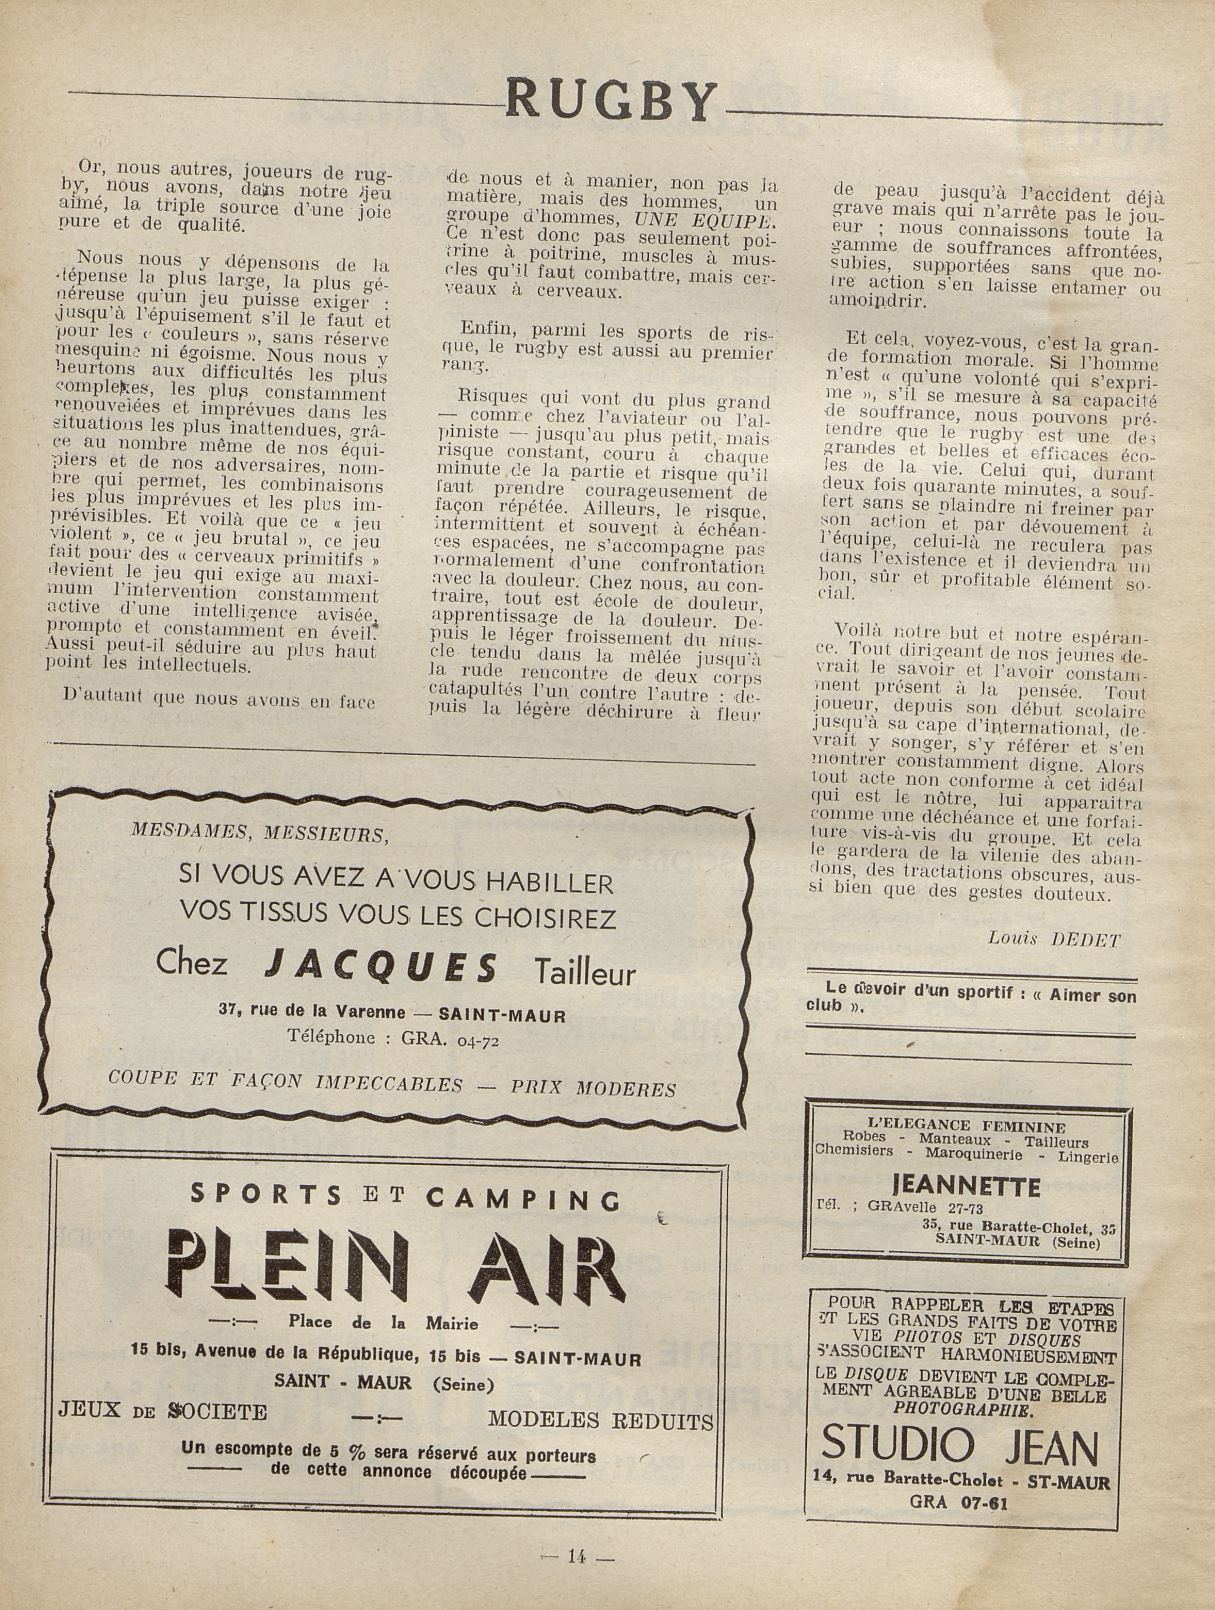 RUGBY
Or, nous autres, joueurs de rug-
by, nous avons, dans notre jeu
aimé, la triple source d'une joie
pure et de qualité.
Nous nous y dépensons de la
dépense la plus large, la plus gé-
néreuse qu'un jeu puisse exiger :
jusqu'à l'épuisement s'il le faut et
pour les « couleurs », sans réserve
mesquine ni égoisme. Nous nous y
heurtons aux difficultés les plus
complexes, les plus constamment
renouvelées et imprévues dans les
situations les plus inattendues, grâ-
ce au nombre même de nos équi-
piers et de nos adversaires, nom-
bre qui permet, les combinaisons
les plus imprévues et les plus im-
prévisibles. Et voilà que ce « jeu
violent », ce « jeu brutal », ce jeu
fait pour des « cerveaux primitifs »
devient le jeu qui exige au maxi-
mum l'intervention constamment
active d'une intelligence avisée,
prompte et constamment en éveil.
Aussi peut-il séduire au plus haut
point les intellectuels.
D'autant que nous avons en face
de nous et à manier, non pas la
matière, mais des hommes, un
groupe d'hommes, UNE EQUIPE.
Ce n'est donc pas seulement poi-
trine à poitrine, muscles à mus-
cles qu'il faut combattre, mais cer-
veaux à cerveaux.
Enfin, parmi les sports de ris-
que, le rugby est aussi au premier
rang.
Risques qui vont du plus grand
— comme chez l'aviateur ou l'al-
piniste — jusqu'au plus petit, mais
risque constant, couru à chaque
minute de la partie et risque qu'il
faut prendre courageusement de
façon répétée. Ailleurs, le risque,
intermittent et souvent à échéan-
ces espacées, ne s'accompagne pas
normalement d'une confrontation
avec la douleur. Chez nous, au con-
traire, tout est école de douleur,
apprentissage de la douleur. De-
puis le léger froissement du mus-
cle tendu dans la mêlée jusqu'à
la rude rencontre de deux corps
catapultés l'un contre l'autre : de-
puis la légère déchirure à fleur
de peau jusqu'à l'accident déjà
grave mais qui n'arrête pas le jou-
eur ; nous connaissons toute la
gamme de souffrances affrontées,
subies, supportées sans que no-
tre action s'en laisse entamer ou
amoindrir.
Et cela, voyez-vous, c'est la gran-
de formation morale. Si l'homme
n'est « qu'une volonté qui s'expri-
me », s'il se mesure à sa capacité
de souffrance, nous pouvons pré-
tendre que le rugby est une des
grandes et belles et efficaces éco-
les de la vie. Celui qui, durant
deux fois quarante minutes, a souf-
fert sans se plaindre ni freiner par
son action et par dévouement à
l'équipe, celui-là ne reculera pas
dans l'existence et il deviendra un
bon, sûr et profitable élément so-
cial.
Voilà notre but et notre espéran-
ce. Tout dirigeant de nos jeunes de-
vrait le savoir et l'avoir constam-
ment présent à la pensée. Tout
joueur, depuis son début scolaire
jusqu'à sa cape d'international, de-
vrait y songer, s'y référer et s'en
montrer constamment digne. Alors
tout acte non conforme à cet idéal
qui est le nôtre, lui apparaitra
comme une déchéance et une forfai-
ture vis-à-vis du groupe. Et cela
le gardera de la vilenie des aban-
dons, des tractations obscures, aus-
si bien que des gestes douteux.
Louis DEDET
Le devoir d'un sportif : « Aimer son
club ».
MESDAMES, MESSIEURS,
SI VOUS AVEZ A VOUS HABILLER
VOS TISSUS VOUS LES CHOISIREZ
Chez JACQUES Tailleur
37, rue de la Varenne — SAINT-MAUR
Téléphone : GRA. 04-72
COUPE ET FAÇON IMPECCABLES — PRIX MODERES
SPORTS ET CAMPING
PLEIN AIR
—:— Place de la Mairie —:—
15 bis, Avenue de la République, 15 bis — SAINT-MAUR
SAINT - MAUR (Seine)
JEUX DE SOCIETE —:— MODELES REDUITS
Un escompte de 5 % sera réservé aux porteurs
de cette annonce découpée
L'ELEGANCE FEMININE
Robes - Manteaux - Tailleurs
Chemisiers - Maroquinerie - Lingerie
JEANNETTE
Tél. ; GRAvelle 27-73
35, rue Baratte-Cholet, 35
SAINT-MAUR (Seine)
POUR RAPPELER LES ETAPES
ET LES GRANDS FAITS DE VOTRE
VIE PHOTOS ET DISQUES
S'ASSOCIENT HARMONIEUSEMENT
LE DISQUE DEVIENT LE COMPLE-
MENT AGREABLE D'UNE BELLE
PHOTOGRAPHIE.
STUDIO JEAN
14, rue Baratte-Cholet - ST-MAUR
GRA 07-61
— 14 —